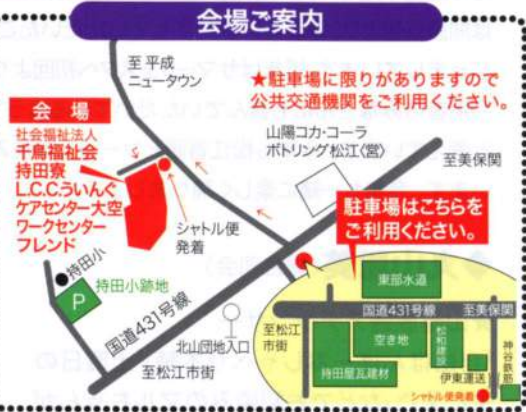 会場ご案内
至平成
ニュータウン
★駐車場に限りがありますので
公共交通機関をご利用ください。
会場
社会福祉法人
千鳥福祉会
持田寮
L.C.C.ういんぐ
ケアセンター大空
ワークセンター
フレンド
山陽コカ・コーラ
ボトリング松江(営)
至美保関
シャトル便
発着
駐車場はこちらを
ご利用ください。
持田小
P
持田小跡地
国道431号線
北山団地入口
至松江市街
東部水道
国道431号線
至美保関
至松江
市街
空き地
松和建設
持田屋瓦建材
伊東運送
神谷鉄筋
シャトル便発着